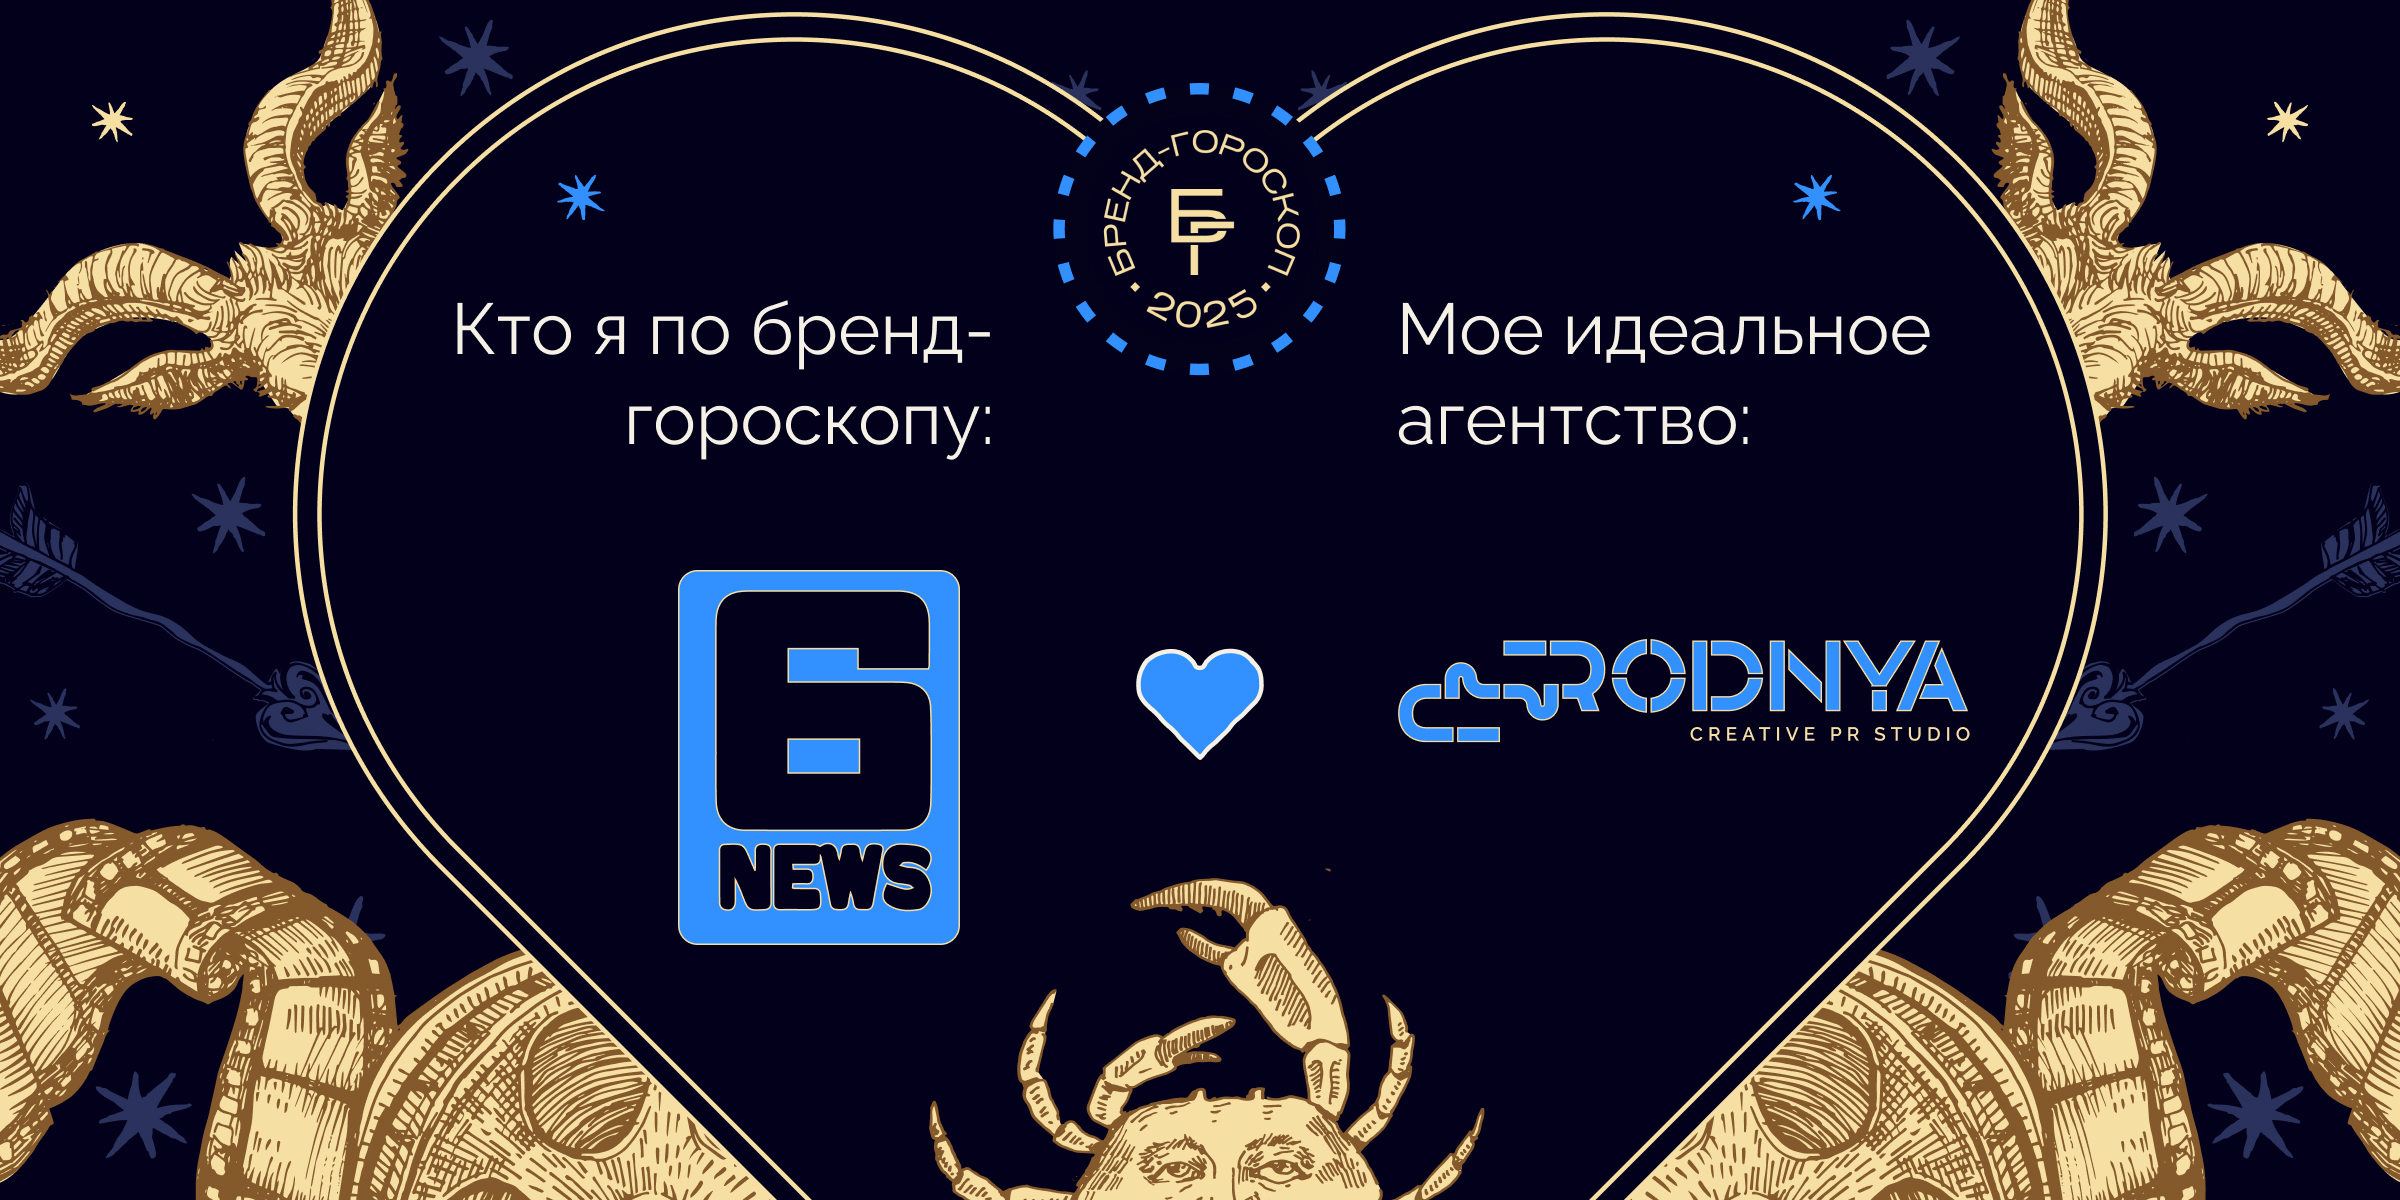 БРЕНД-ГОРОСКОП
БГ
• 2025 •
Кто я по бренд-
гороскопу:
Мое идеальное
агентство:
6
NEWS
RODNYA
CREATIVE PR STUDIO